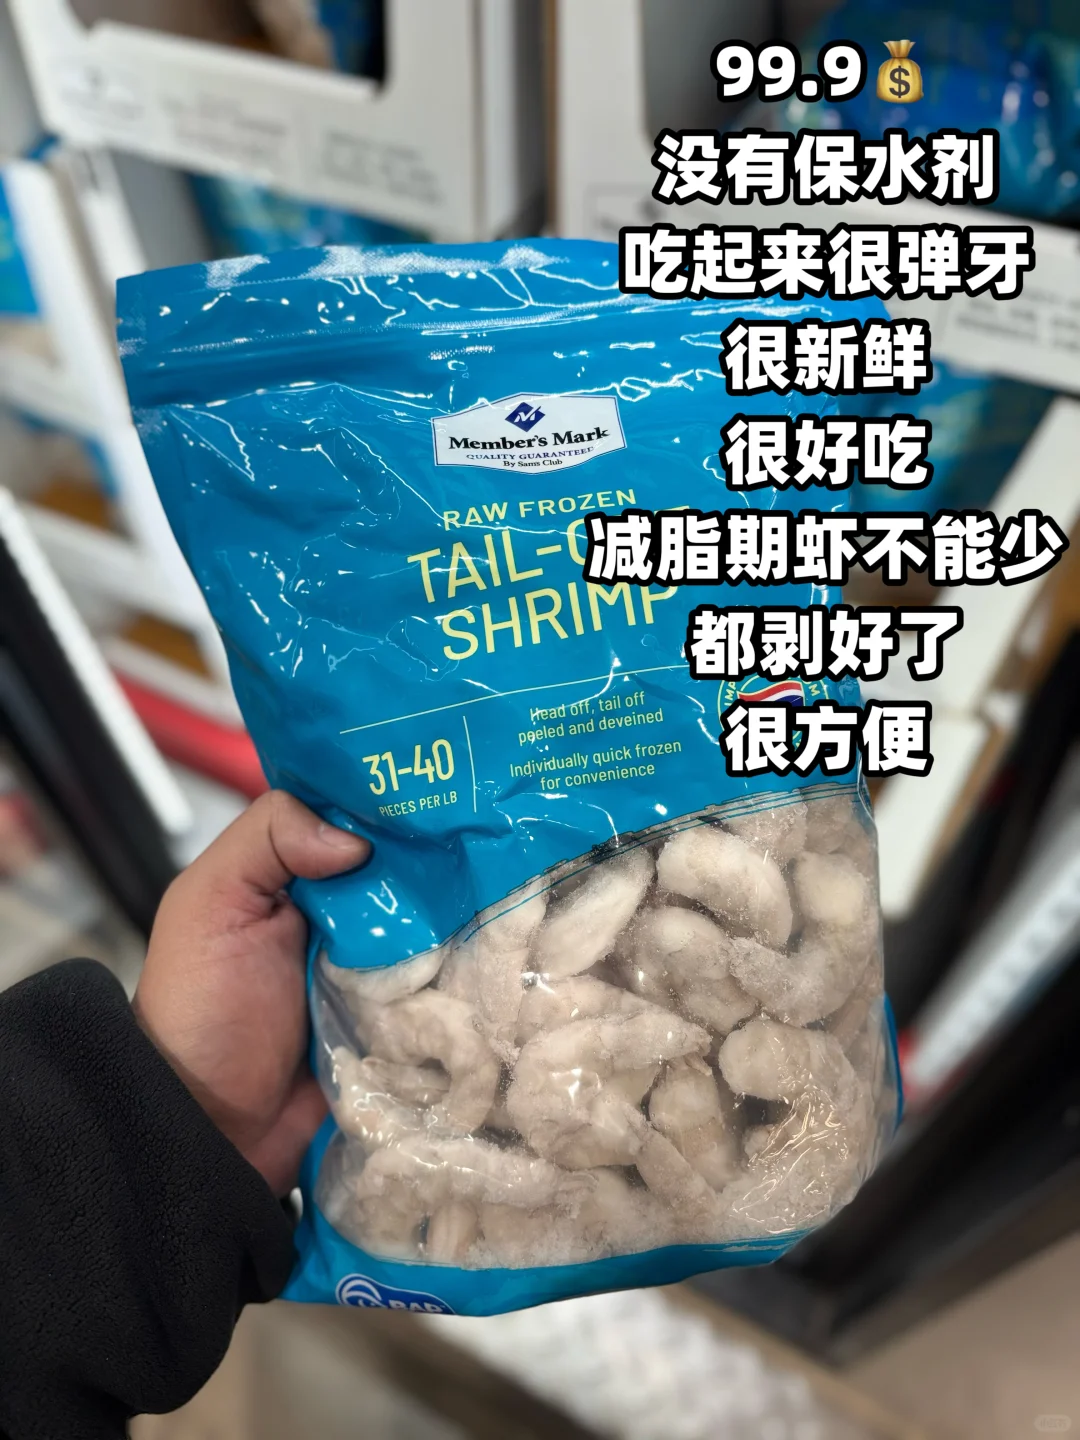 99.9
没有保水剂
吃起来很弹牙
很新鲜
很好吃
减脂期虾不能少
都剥好了
很方便
Member's Mark
QUALITY GUARANTEED
By Sam's Club
RAW FROZEN
TAIL-O
SHRIMP
31-40
PIECES PER LB
Head off, tail off
peeled and deveined
Individually quick frozen
for convenience